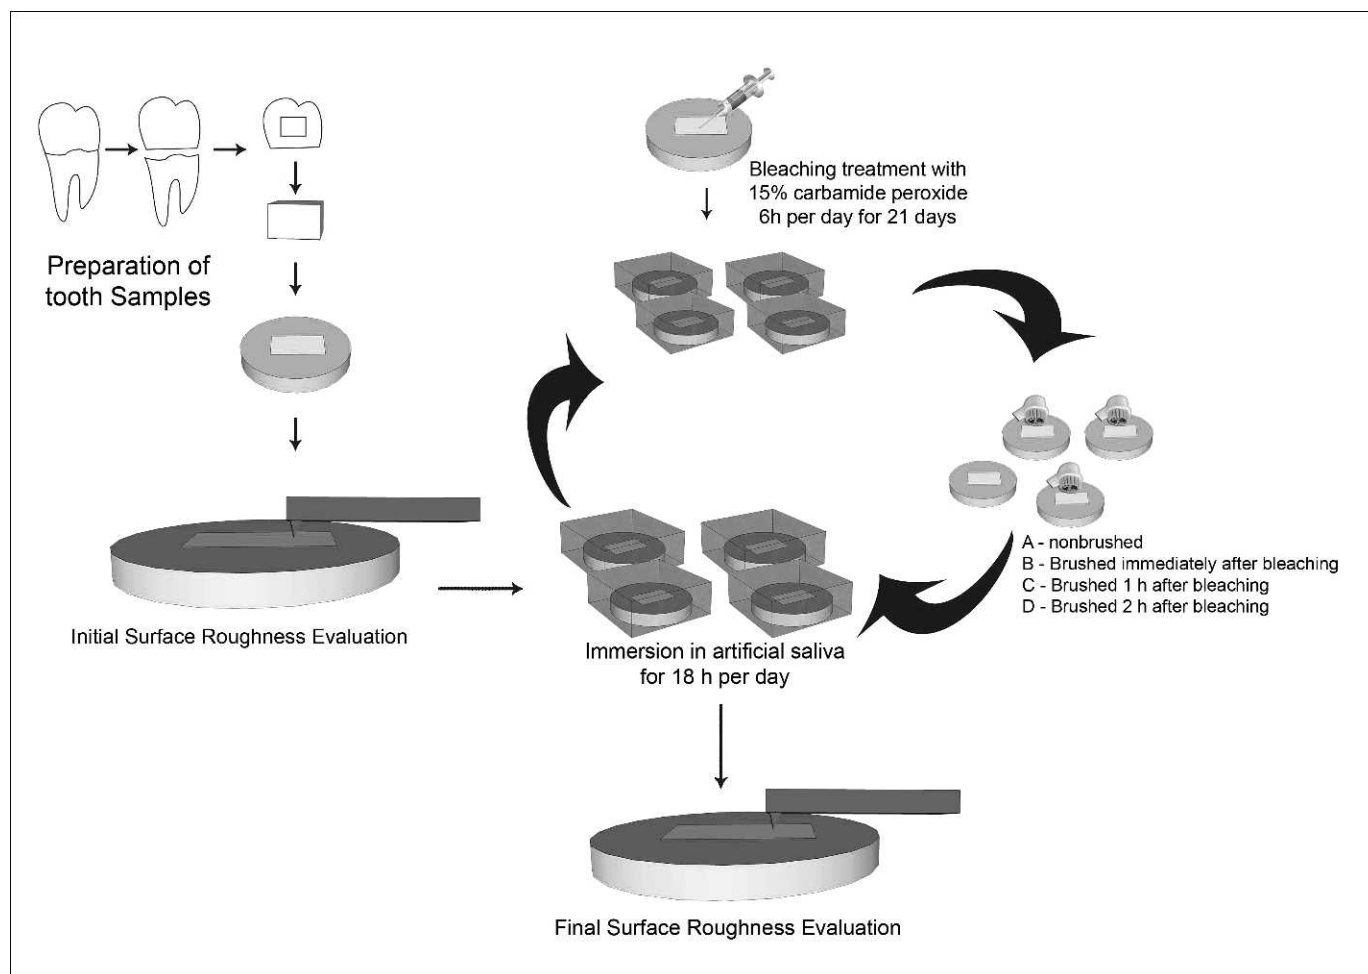 Preparation of
tooth Samples
Bleaching treatment with
15% carbamide peroxide
6h per day for 21 days
A - nonbrushed
B - Brushed immediately after bleaching
C - Brushed 1 h after bleaching
D - Brushed 2 h after bleaching
Initial Surface Roughness Evaluation
Immersion in artificial saliva
for 18 h per day
Final Surface Roughness Evaluation